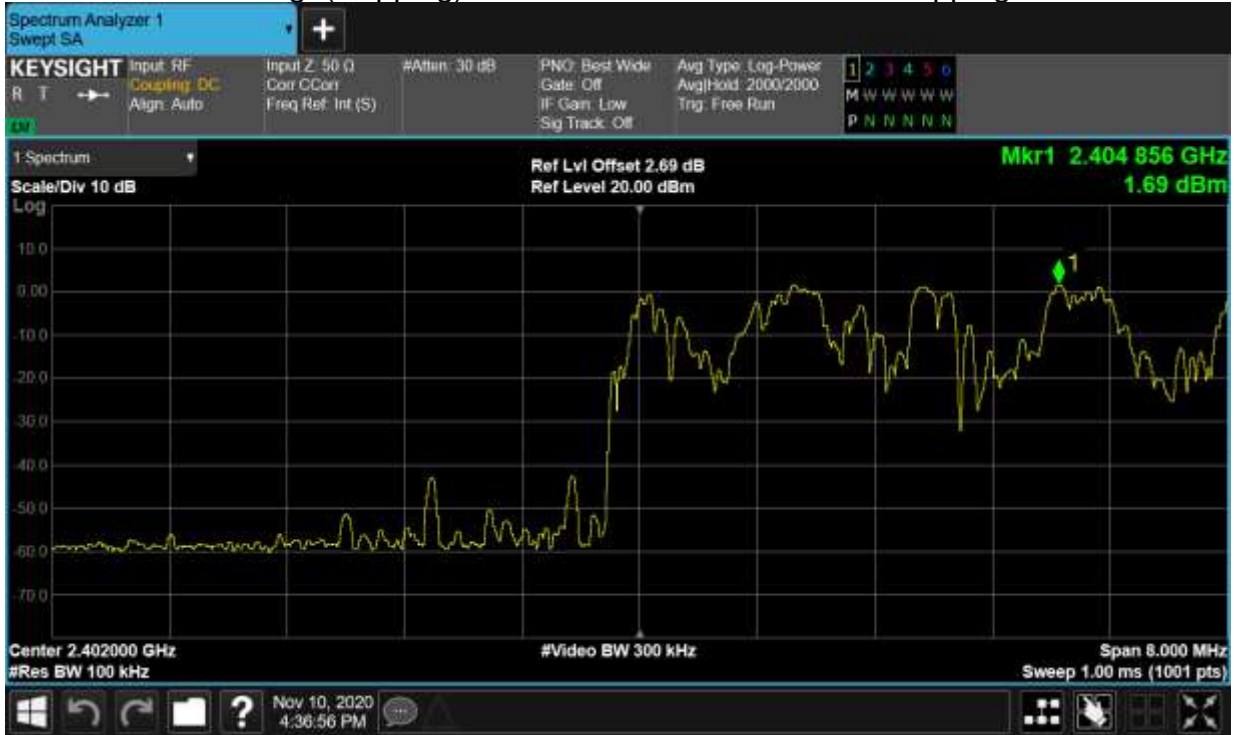 Spectrum Analyzer 1
Swept SA
+
KEYSIGHT Input: RF Input Z: 50 Ω #Atten: 30 dB PNO: Best Wide Avg Type: Log-Power 1 2 3 4 5 6
R T Coupling: DC Corr CCorr Gate: Off Avg|Hold: 2000/2000 M W W W W W
Align: Auto Freq Ref: Int (S) IF Gain: Low Trig: Free Run
Sig Track: Off P N N N N N
1 Spectrum
Ref Lvl Offset 2.69 dB Mkr1 2.404 856 GHz
Scale/Div 10 dB Ref Level 20.00 dBm 1.69 dBm
Log
10.0
1
0.00
-10.0
-20.0
-30.0
-40.0
-50.0
-60.0
-70.0
Center 2.402000 GHz #Video BW 300 kHz Span 8.000 MHz
#Res BW 100 kHz Sweep 1.00 ms (1001 pts)
? Nov 10, 2020
4:36:56 PM